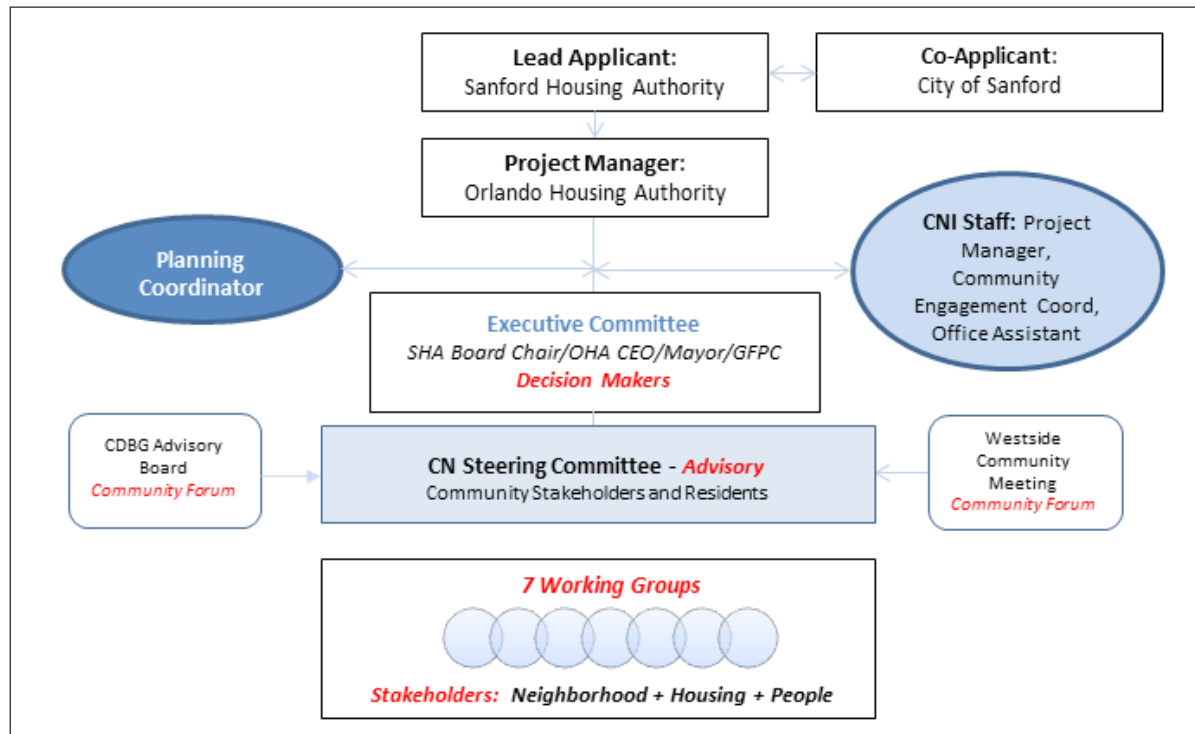 Lead Applicant:
Sanford Housing Authority
Co-Applicant:
City of Sanford
Project Manager:
Orlando Housing Authority
Planning
Coordinator
CNI Staff: Project
Manager,
Community
Engagement Coord,
Office Assistant
Executive Committee
SHA Board Chair/OHA CEO/Mayor/GFPC
Decision Makers
CDBG Advisory
Board
Community Forum
CN Steering Committee - Advisory
Community Stakeholders and Residents
Westside
Community
Meeting
Community Forum
7 Working Groups
Stakeholders: Neighborhood + Housing + People